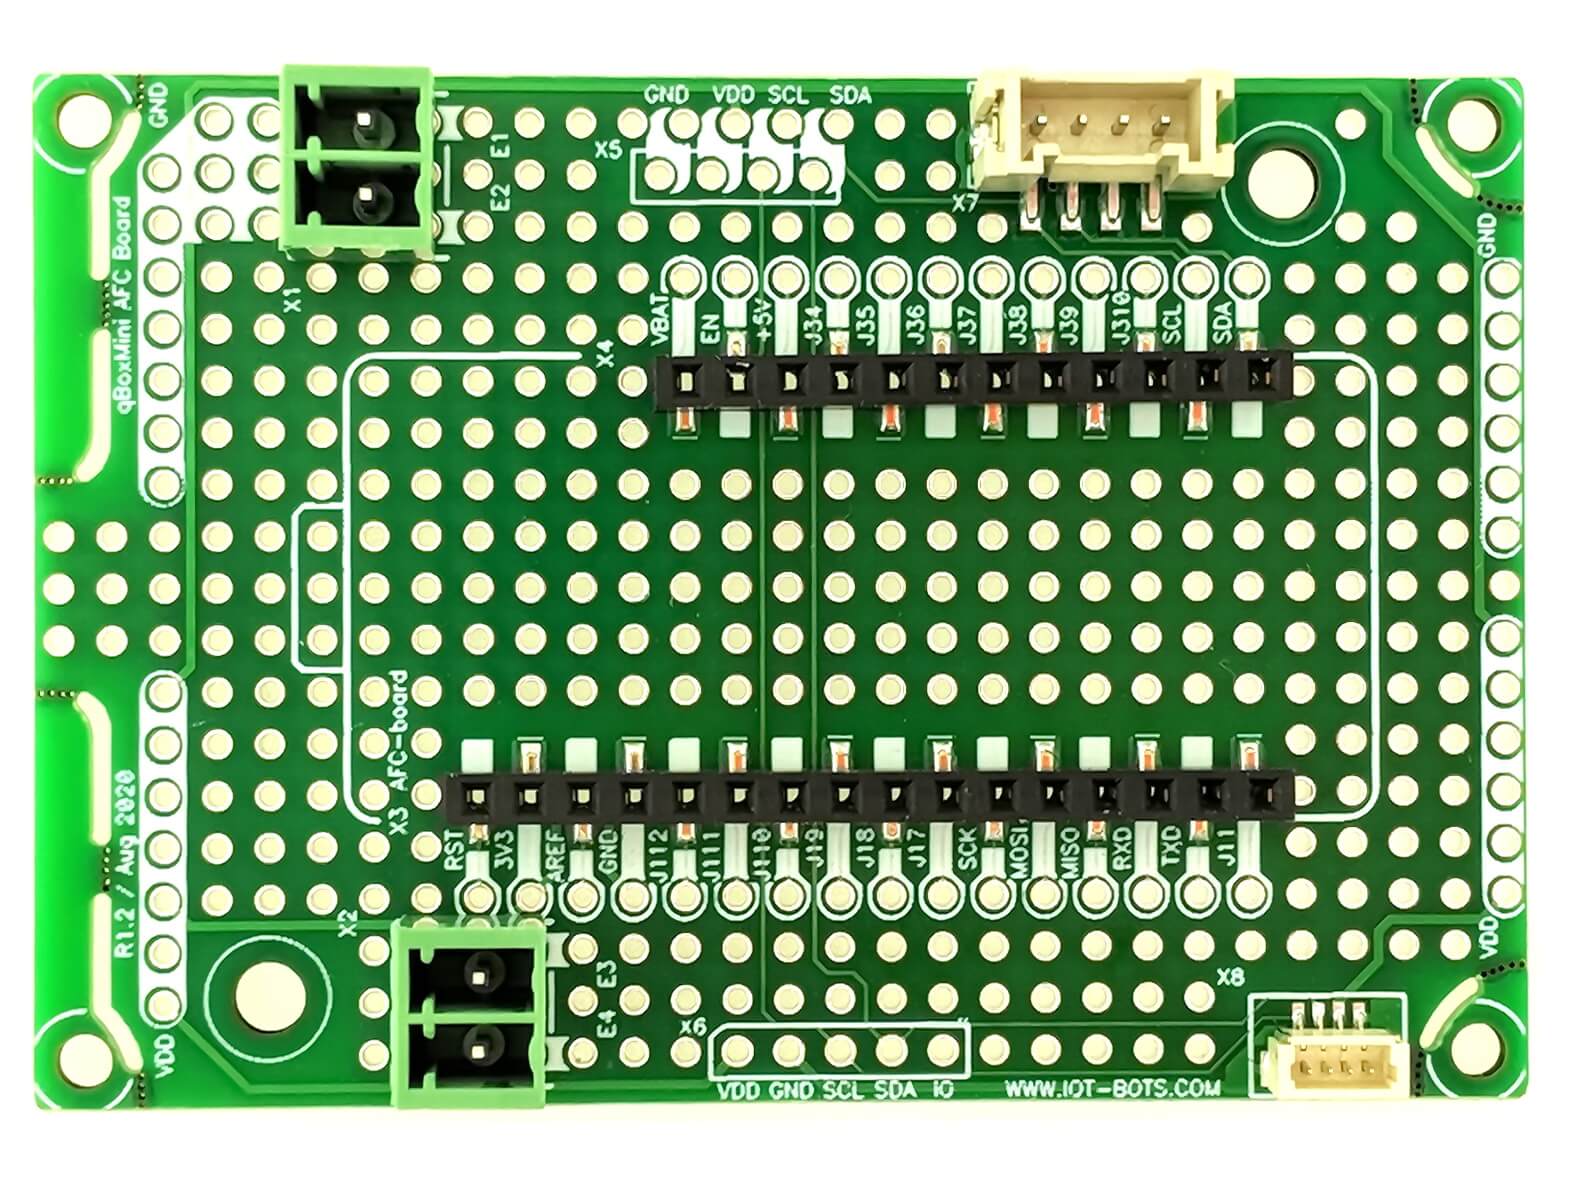 GND
GND VDD SCL SDA
E1
E2
X5
X7
GND
qBoxMini AFC Board
X1
X4
VBAT
EN
+5V
J34
J35
J36
J37
J38
J39
J310
SCL
SDA
X3 AFC-board
RST
3V3
AREF
GND
J112
J111
J110
J19
J18
J17
SCK
MOSI
MISO
RXD
TXD
J11
R1.2 / Aug 2020
X2
VDD
E3
E4
X6
X8
VDD
VDD GND SCL SDA IO
WWW.IOT-BOTS.COM